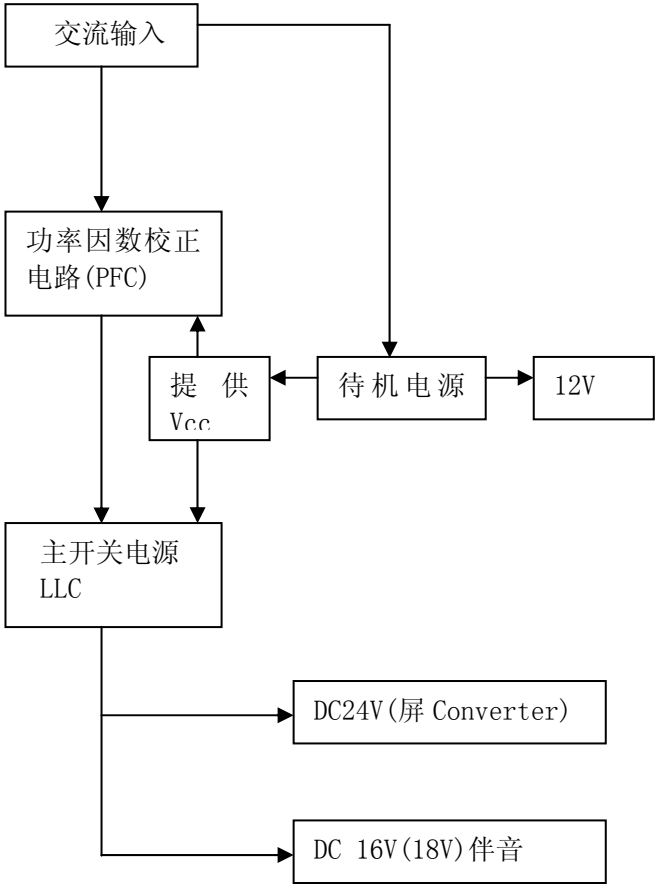 交流输入
功率因数校正
电路(PFC)
提 供
Vcc
待机电源
12V
主开关电源
LLC
DC24V(屏 Converter)
DC 16V(18V)伴音